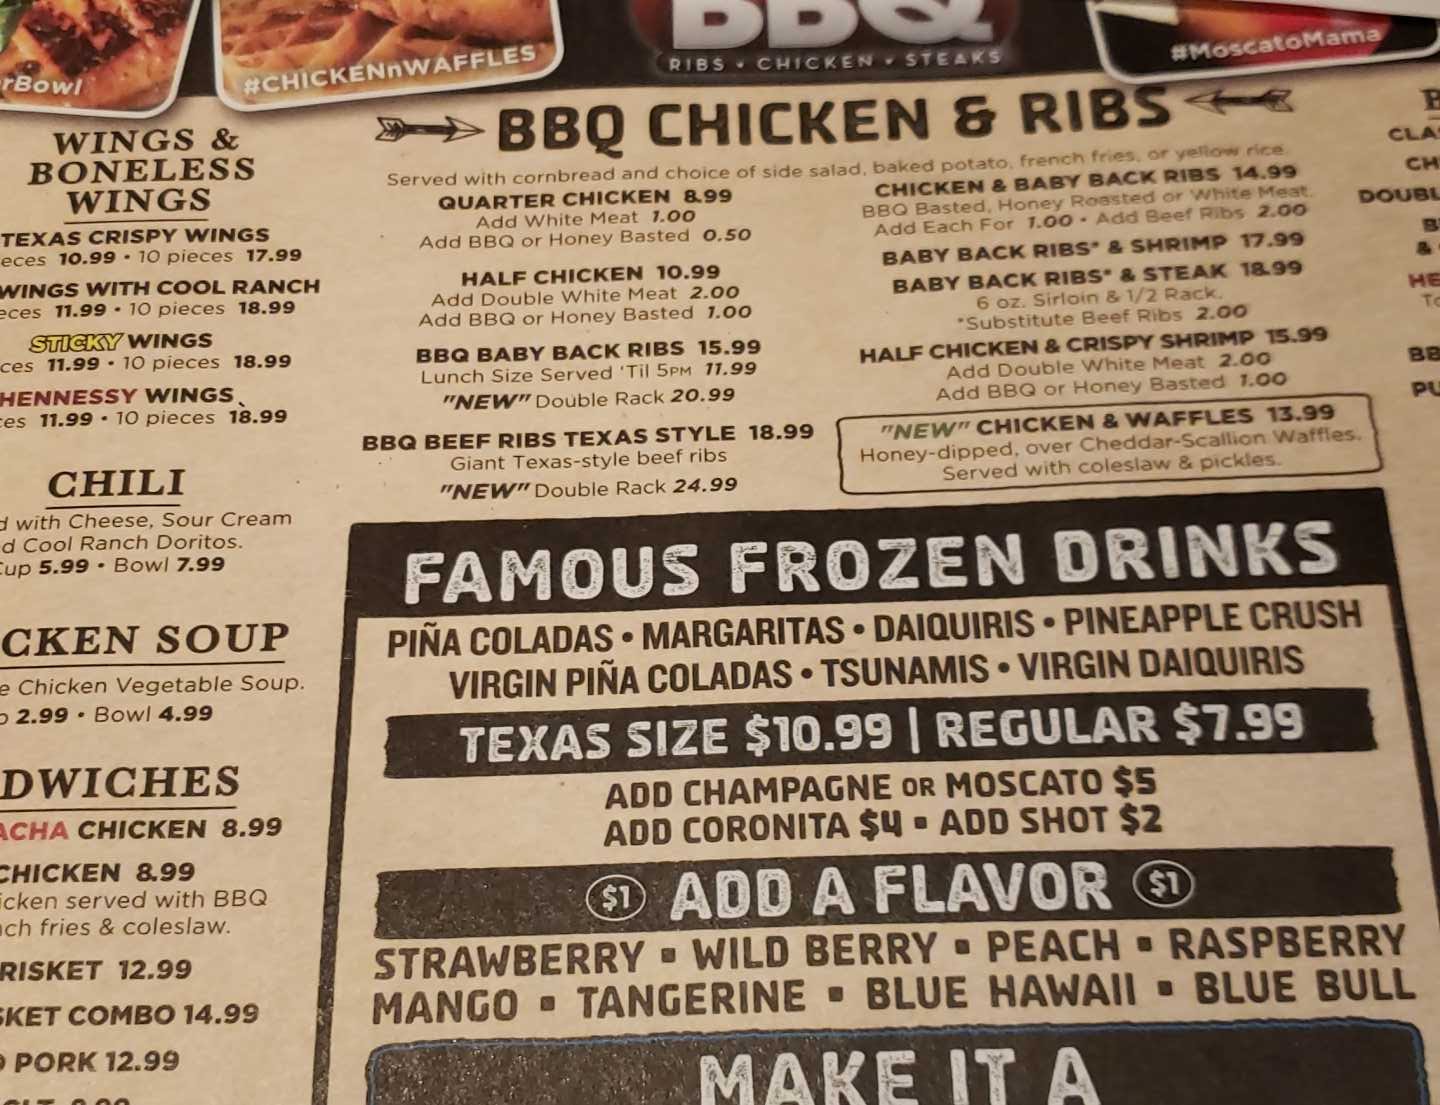 #CHICKENnWAFFLES
BBQ
RIBS • CHICKEN • STEAKS
#MoscatoMama
WINGS &
BONELESS
WINGS
TEXAS CRISPY WINGS
10.99 • 10 pieces 17.99
WINGS WITH COOL RANCH
11.99 • 10 pieces 18.99
STICKY WINGS
11.99 • 10 pieces 18.99
HENNESSY WINGS
11.99 • 10 pieces 18.99
CHILI
with Cheese, Sour Cream
Cool Ranch Doritos.
5.99 • Bowl 7.99
SOUP
Chicken Vegetable Soup.
2.99 • Bowl 4.99
CHICKEN 8.99
CHICKEN 8.99
served with BBQ
fries & coleslaw.
12.99
COMBO 14.99
PORK 12.99
BBQ CHICKEN & RIBS
Served with cornbread and choice of side salad, baked potato, french fries, or yellow rice.
QUARTER CHICKEN 8.99
Add White Meat 1.00
Add BBQ or Honey Basted 0.50
HALF CHICKEN 10.99
Add Double White Meat 2.00
Add BBQ or Honey Basted 1.00
BBQ BABY BACK RIBS 15.99
Lunch Size Served 'Til 5PM 11.99
"NEW" Double Rack 20.99
BBQ BEEF RIBS TEXAS STYLE 18.99
Giant Texas-style beef ribs
"NEW" Double Rack 24.99
CHICKEN & BABY BACK RIBS 14.99
BBQ Basted, Honey Roasted or White Meat.
Add Each For 1.00 • Add Beef Ribs 2.00
BABY BACK RIBS* & SHRIMP 17.99
BABY BACK RIBS* & STEAK 18.99
6 oz. Sirloin & 1/2 Rack.
*Substitute Beef Ribs 2.00
HALF CHICKEN & CRISPY SHRIMP 15.99
Add Double White Meat 2.00
Add BBQ or Honey Basted 1.00
"NEW" CHICKEN & WAFFLES 13.99
Honey-dipped, over Cheddar-Scallion Waffles.
Served with coleslaw & pickles.
FAMOUS FROZEN DRINKS
PIÑA COLADAS • MARGARITAS • DAIQUIRIS • PINEAPPLE CRUSH
VIRGIN PIÑA COLADAS • TSUNAMIS • VIRGIN DAIQUIRIS
TEXAS SIZE $10.99 | REGULAR $7.99
ADD CHAMPAGNE OR MOSCATO $5
ADD CORONITA $4 ▪ ADD SHOT $2
$1 ADD A FLAVOR $1
STRAWBERRY ▪ WILD BERRY ▪ PEACH ▪ RASPBERRY
MANGO ▪ TANGERINE ▪ BLUE HAWAII ▪ BLUE BULL
MAKE IT A
&